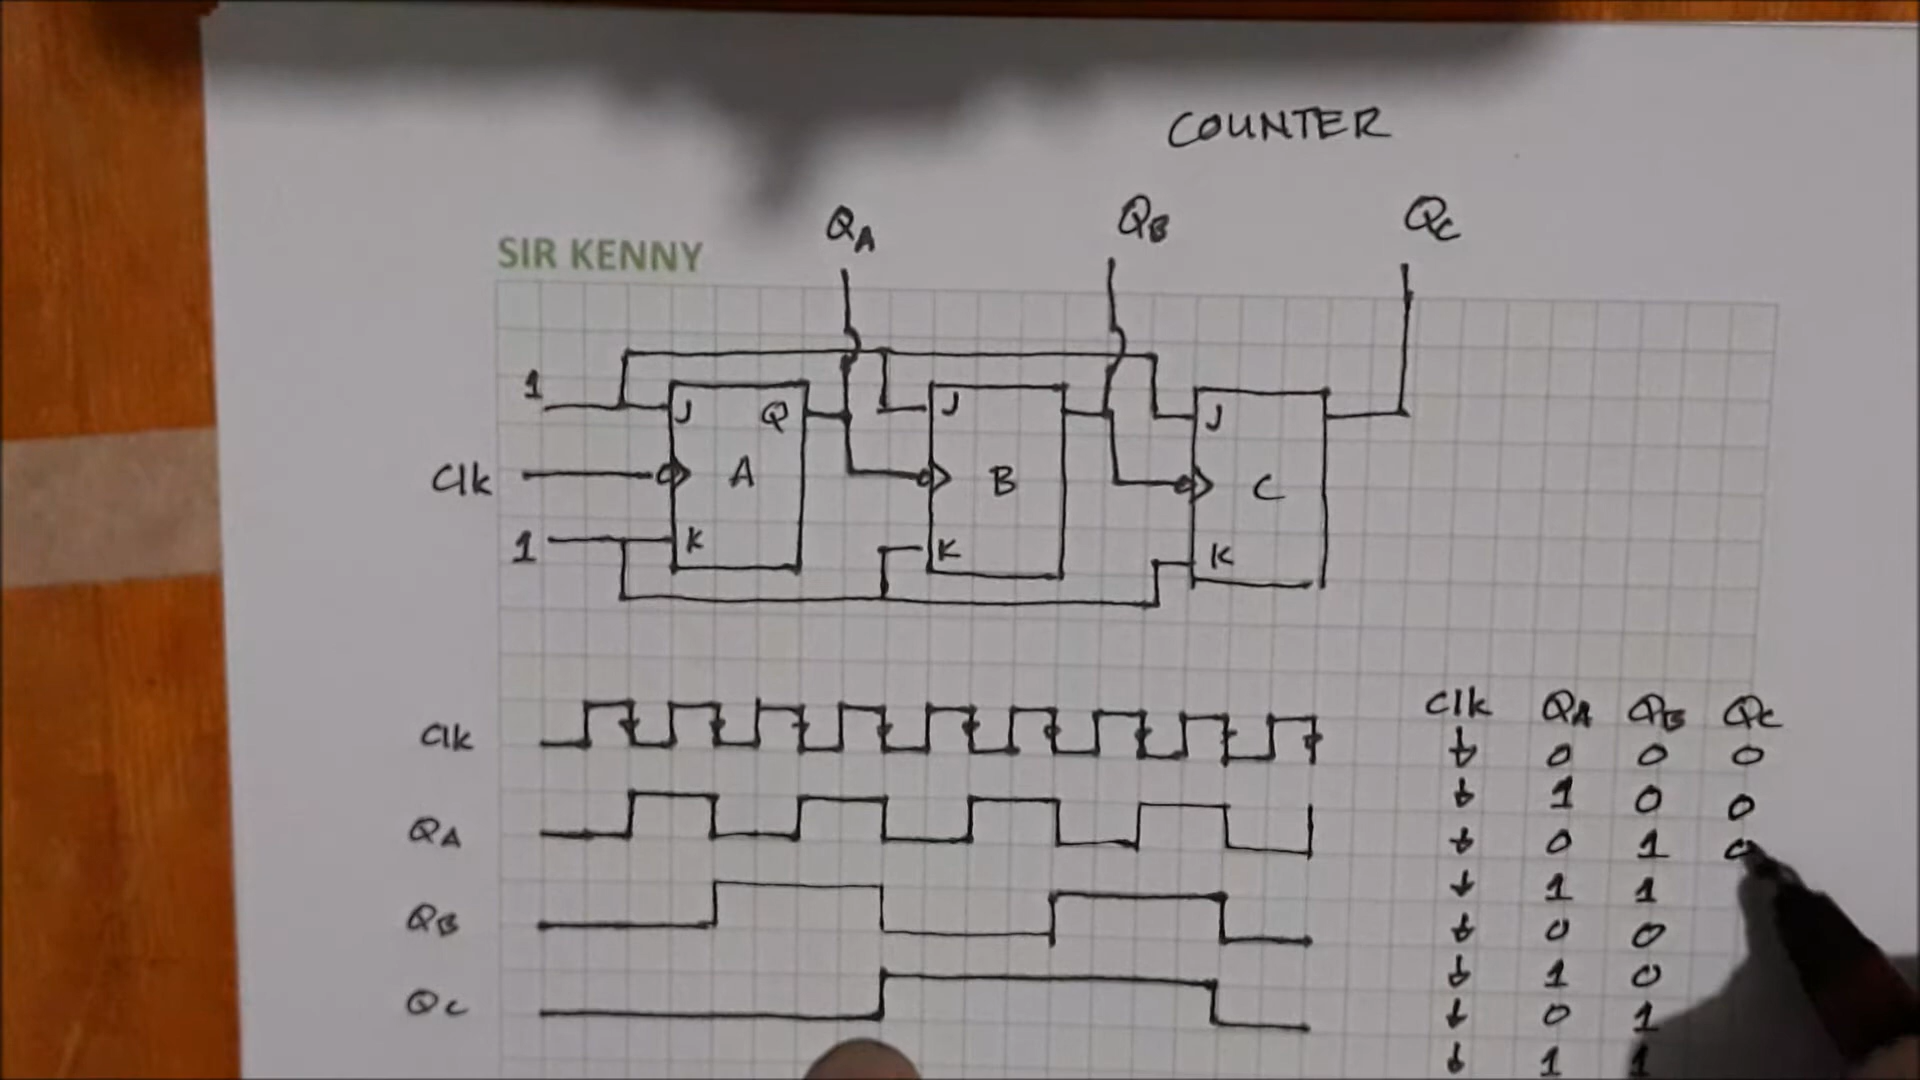 COUNTER
QA QB QC
SIR KENNY
1 J Q J J
Clk A B C
1 K K K
Clk QA QB QC
Clk ↓ 0 0 0
↓ 1 0 0
QA ↓ 0 1 0
↓ 1 1
QB ↓ 0 0
↓ 1 0
QC ↓ 0 1
↓ 1 1